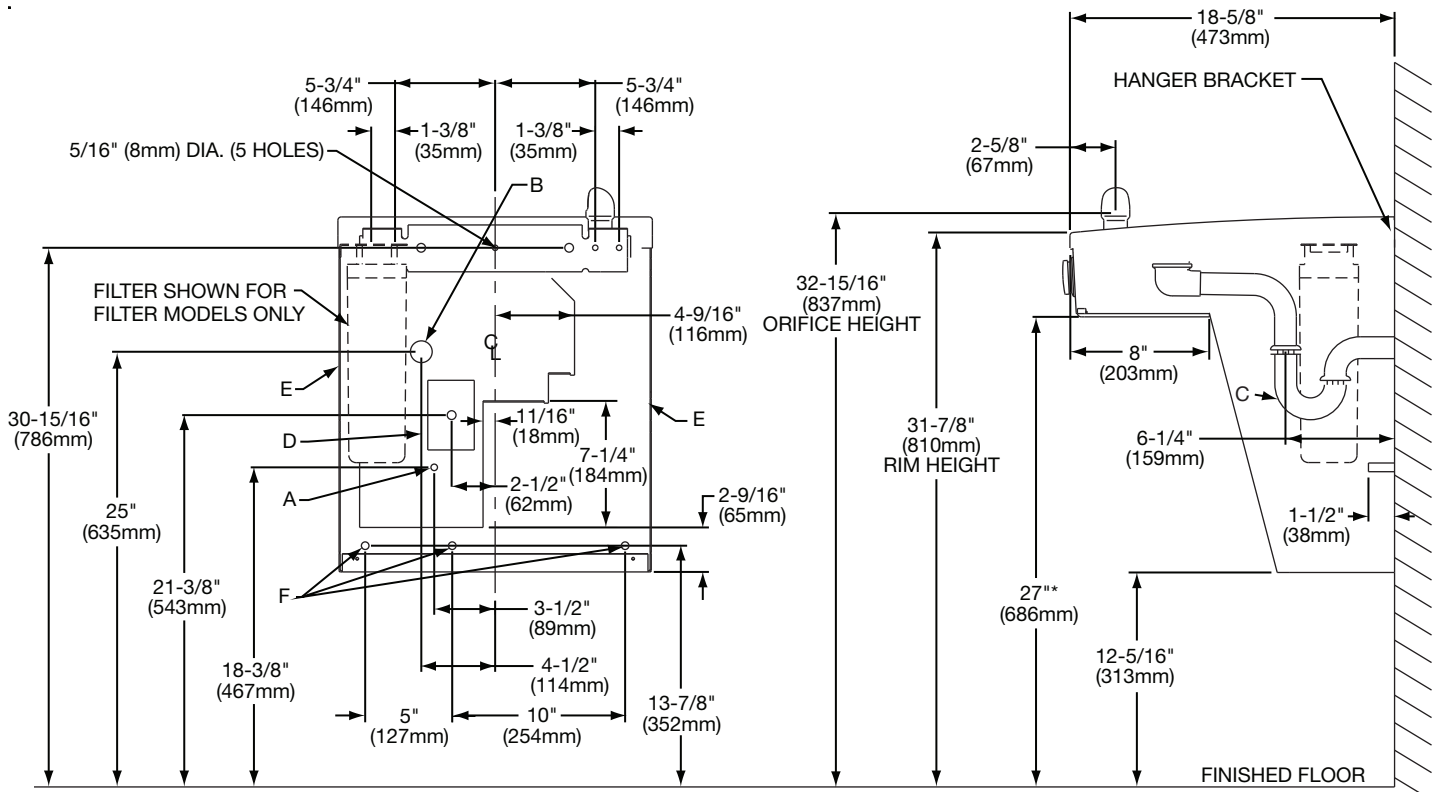 18-5/8"
(473mm)
HANGER BRACKET
5-3/4"
(146mm)
5-3/4"
(146mm)
1-3/8"
(35mm)
1-3/8"
(35mm)
5/16" (8mm) DIA. (5 HOLES)
B
2-5/8"
(67mm)
FILTER SHOWN FOR
FILTER MODELS ONLY
4-9/16"
(116mm)
CL
32-15/16"
(837mm)
ORIFICE HEIGHT
8"
(203mm)
E
E
C
30-15/16"
(786mm)
D
11/16"
(18mm)
7-1/4"
(184mm)
31-7/8"
(810mm)
RIM HEIGHT
6-1/4"
(159mm)
A
2-1/2"
(62mm)
2-9/16"
(65mm)
25"
(635mm)
1-1/2"
(38mm)
21-3/8"
(543mm)
F
3-1/2"
(89mm)
27"*
(686mm)
18-3/8"
(467mm)
4-1/2"
(114mm)
12-5/16"
(313mm)
5"
(127mm)
10"
(254mm)
13-7/8"
(352mm)
FINISHED FLOOR